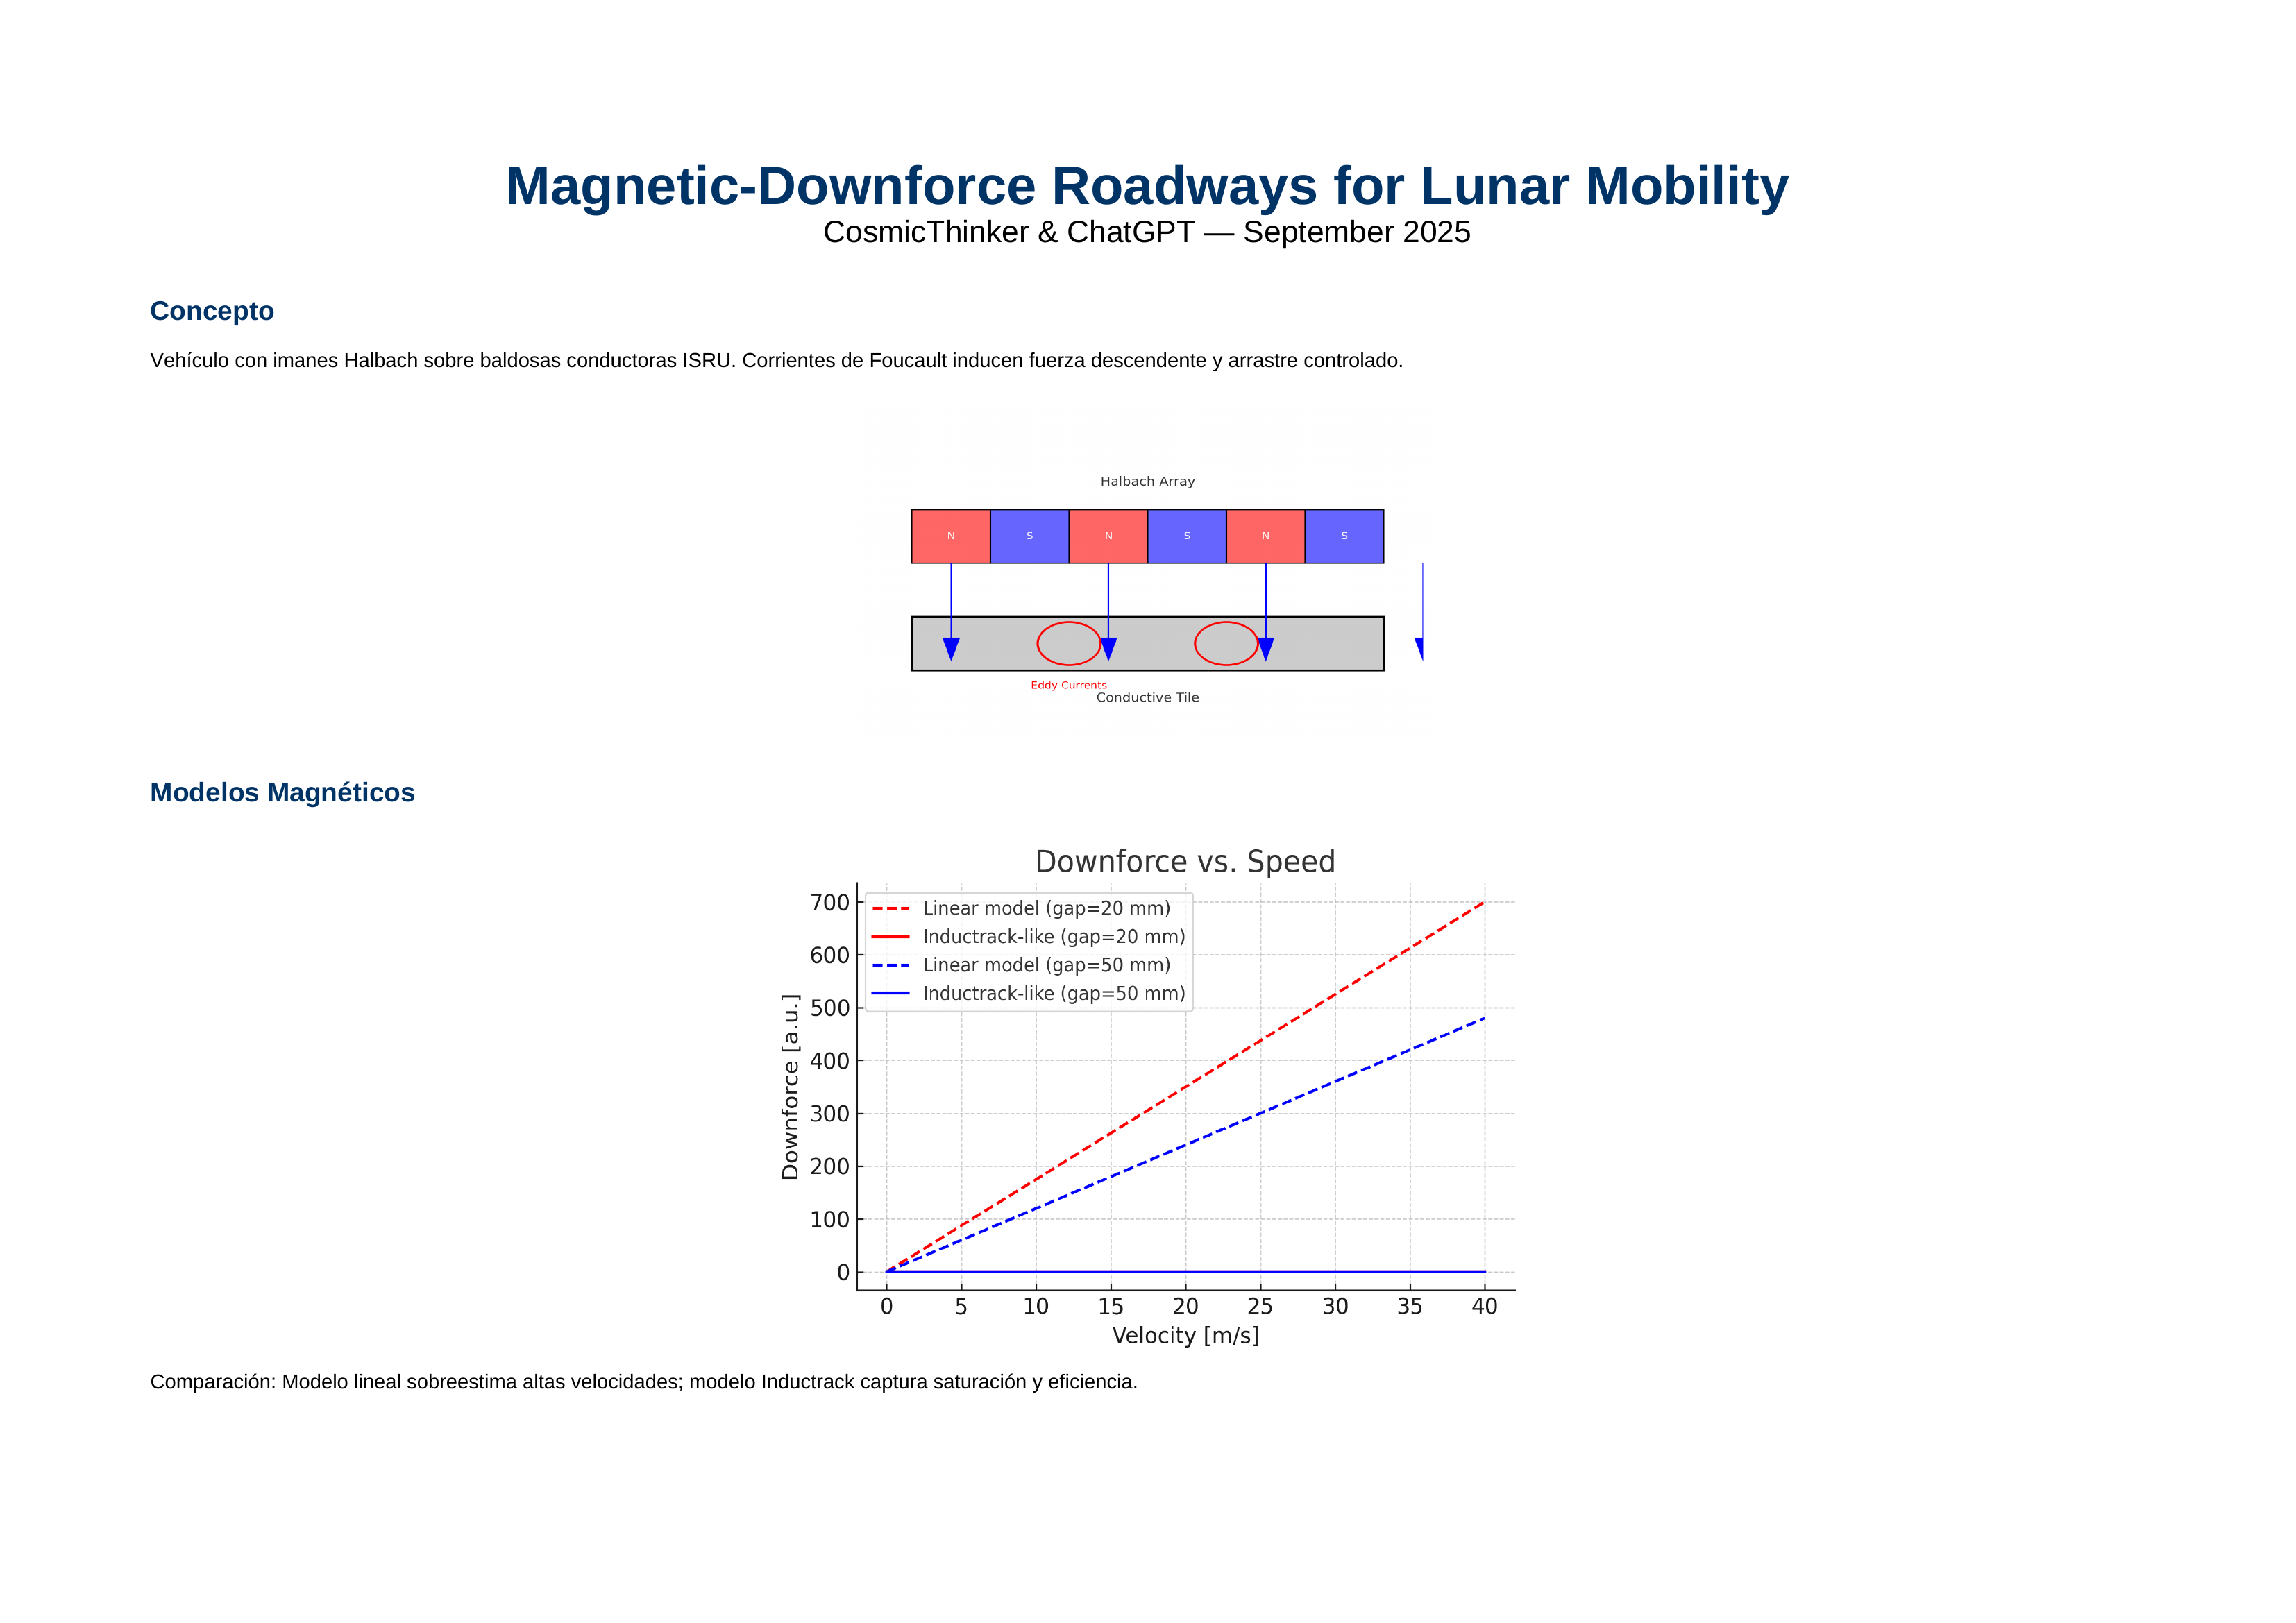 Magnetic-Downforce Roadways for Lunar Mobility
CosmicThinker & ChatGPT — September 2025
Concepto
Vehículo con imanes Halbach sobre baldosas conductoras ISRU. Corrientes de Foucault inducen fuerza descendente y arrastre controlado.
Halbach Array
N S N S N S
Eddy Currents
Conductive Tile
Modelos Magnéticos
Downforce vs. Speed
Linear model (gap=20 mm)
Inductrack-like (gap=20 mm)
Linear model (gap=50 mm)
Inductrack-like (gap=50 mm)
Downforce [a.u.]
700
600
500
400
300
200
100
0
0 5 10 15 20 25 30 35 40
Velocity [m/s]
Comparación: Modelo lineal sobreestima altas velocidades; modelo Inductrack captura saturación y eficiencia.